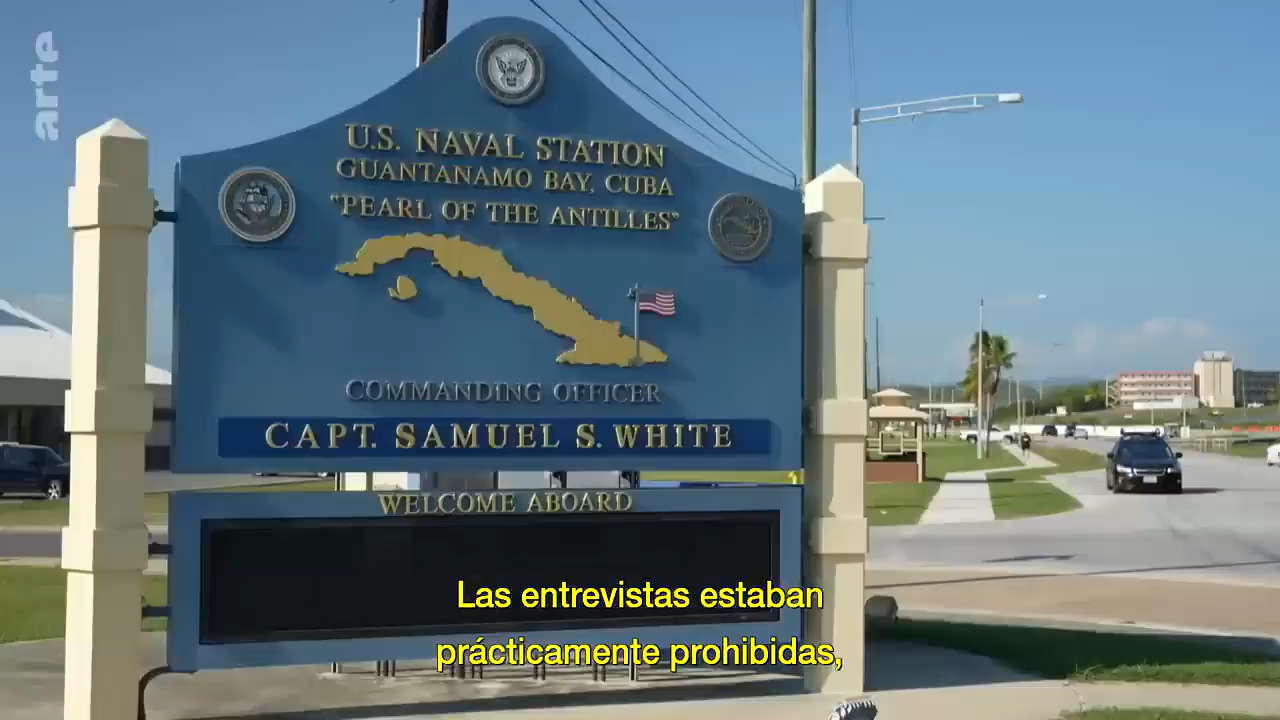 arte
U.S. NAVAL STATION
GUANTANAMO BAY, CUBA
"PEARL OF THE ANTILLES"
COMMANDING OFFICER
CAPT. SAMUEL S. WHITE
WELCOME ABOARD
Las entrevistas estaban
prácticamente prohibidas,